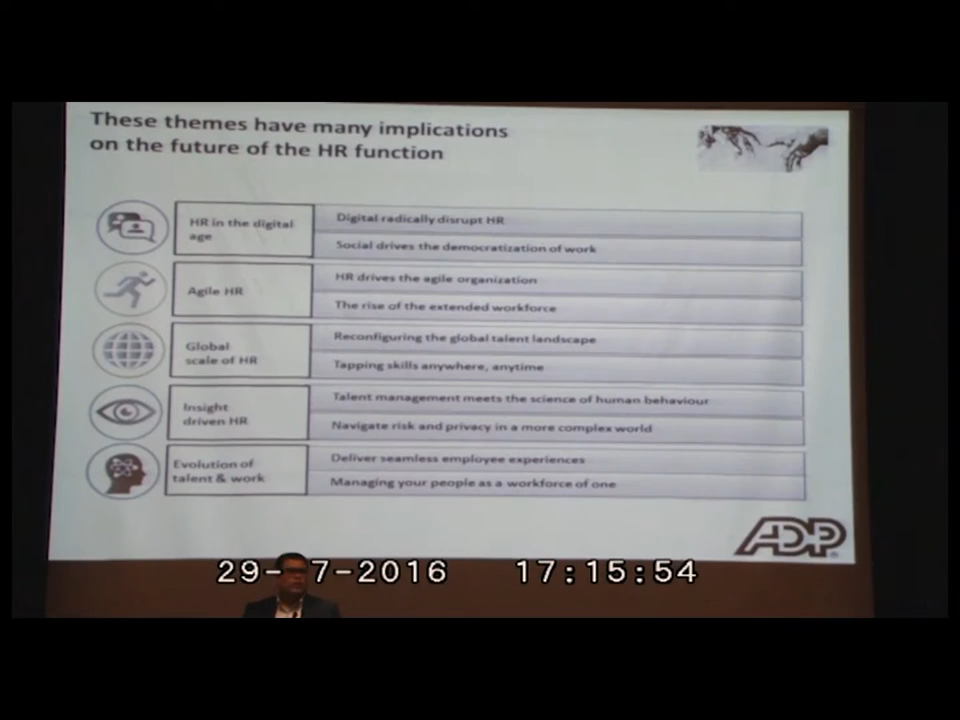 These themes have many implications
on the future of the HR function
HR in the digital
age
Digital radically disrupt HR
Social drives the democratization of work
Agile HR
HR drives the agile organization
The rise of the extended workforce
Global
scale of HR
Reconfiguring the global talent landscape
Tapping skills anywhere, anytime
Insight
driven HR
Talent management meets the science of human behaviour
Navigate risk and privacy in a more complex world
Evolution of
talent & work
Deliver seamless employee experiences
Managing your people as a workforce of one
ADP
29- 7-2016 17:15:54